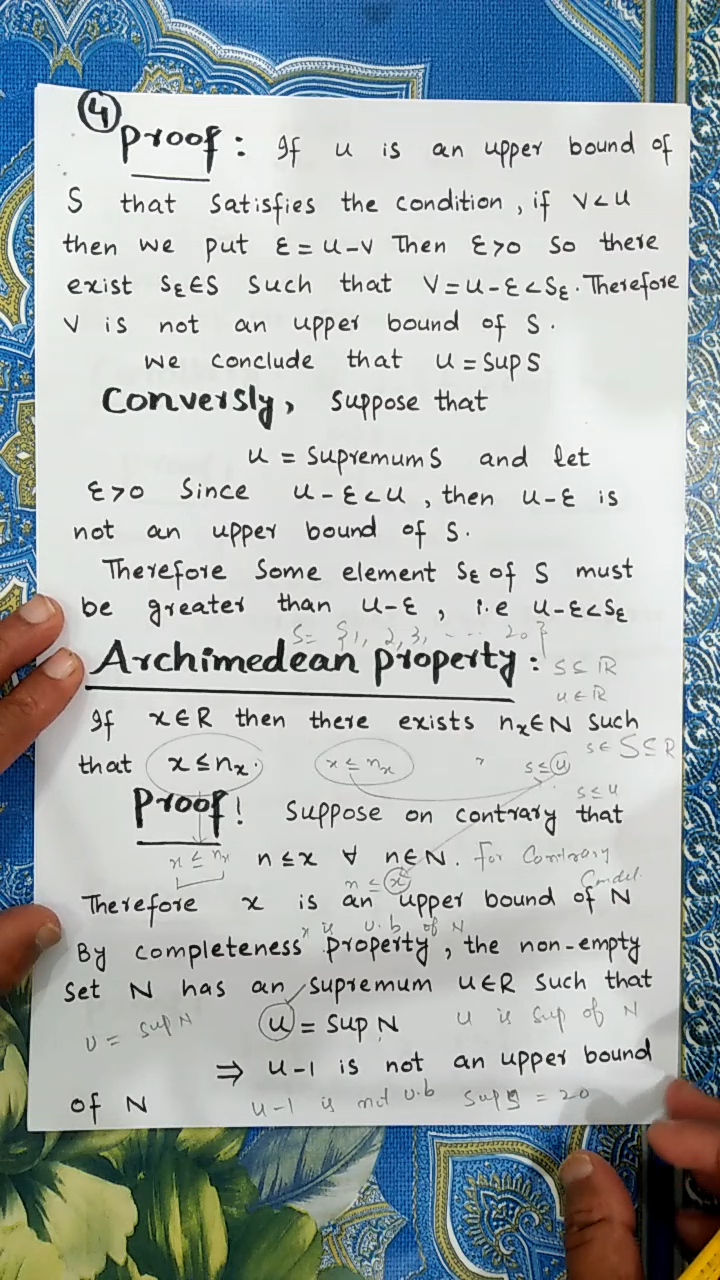 ④
Proof: If u is an upper bound of
S that satisfies the condition, if v<u
then we put ε=u-v Then ε>0 so there
exist Sε∈S such that v=u-ε<Sε. Therefore
v is not an upper bound of S.
we conclude that u=Sup S
Conversly, suppose that
u = Supremum S and let
ε>0 Since u-ε<u, then u-ε is
not an upper bound of S.
Therefore Some element Sε of S must
be greater than u-ε, i.e u-ε<Sε
S= {1, 2, 3, ---- 20}
Archimedean property:
S⊆ℝ
u∈ℝ
If x∈R then there exists nₓ∈N such
s∈S⊆R
that x≤nₓ. x≤nₓ s≤u
s≤u
Proof! Suppose on contrary that
x≤nₓ n≤x ∀ n∈N. For Contrary
n≤x
Therefore x is an upper bound of N
x is u.b of N
By completeness property, the non-empty
set N has an supremum u∈R such that
U = Sup N u = Sup N u is Sup of N
⇒ u-1 is not an upper bound
of N u-1 is not u.b Sup S = 20